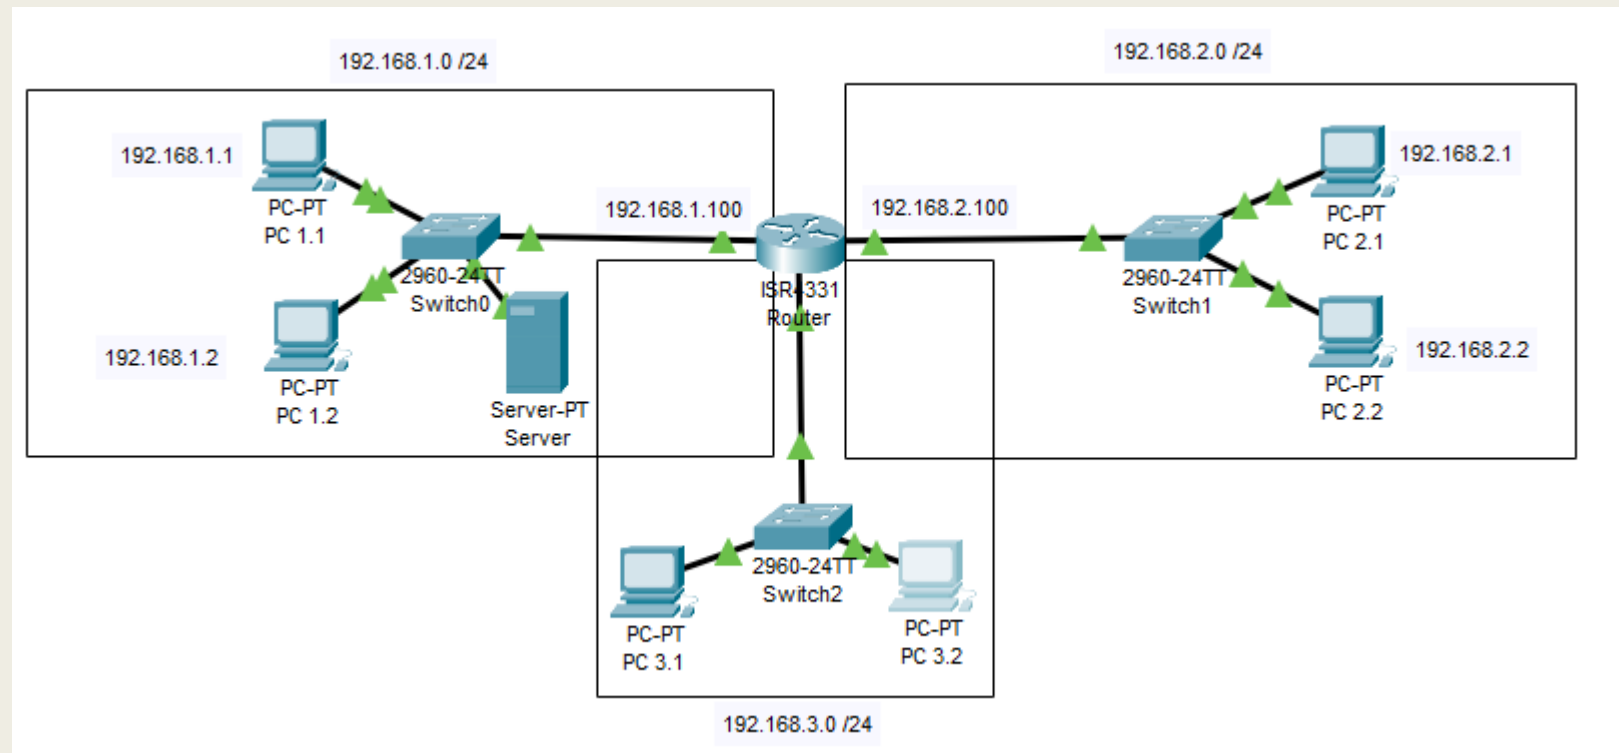 192.168.1.0 /24
192.168.2.0 /24
192.168.1.1
PC-PT
PC 1.1
192.168.1.100
192.168.2.100
192.168.2.1
PC-PT
PC 2.1
2960-24TT
Switch0
ISR4331
Router
2960-24TT
Switch1
192.168.1.2
PC-PT
PC 1.2
Server-PT
Server
192.168.2.2
PC-PT
PC 2.2
2960-24TT
Switch2
PC-PT
PC 3.1
PC-PT
PC 3.2
192.168.3.0 /24